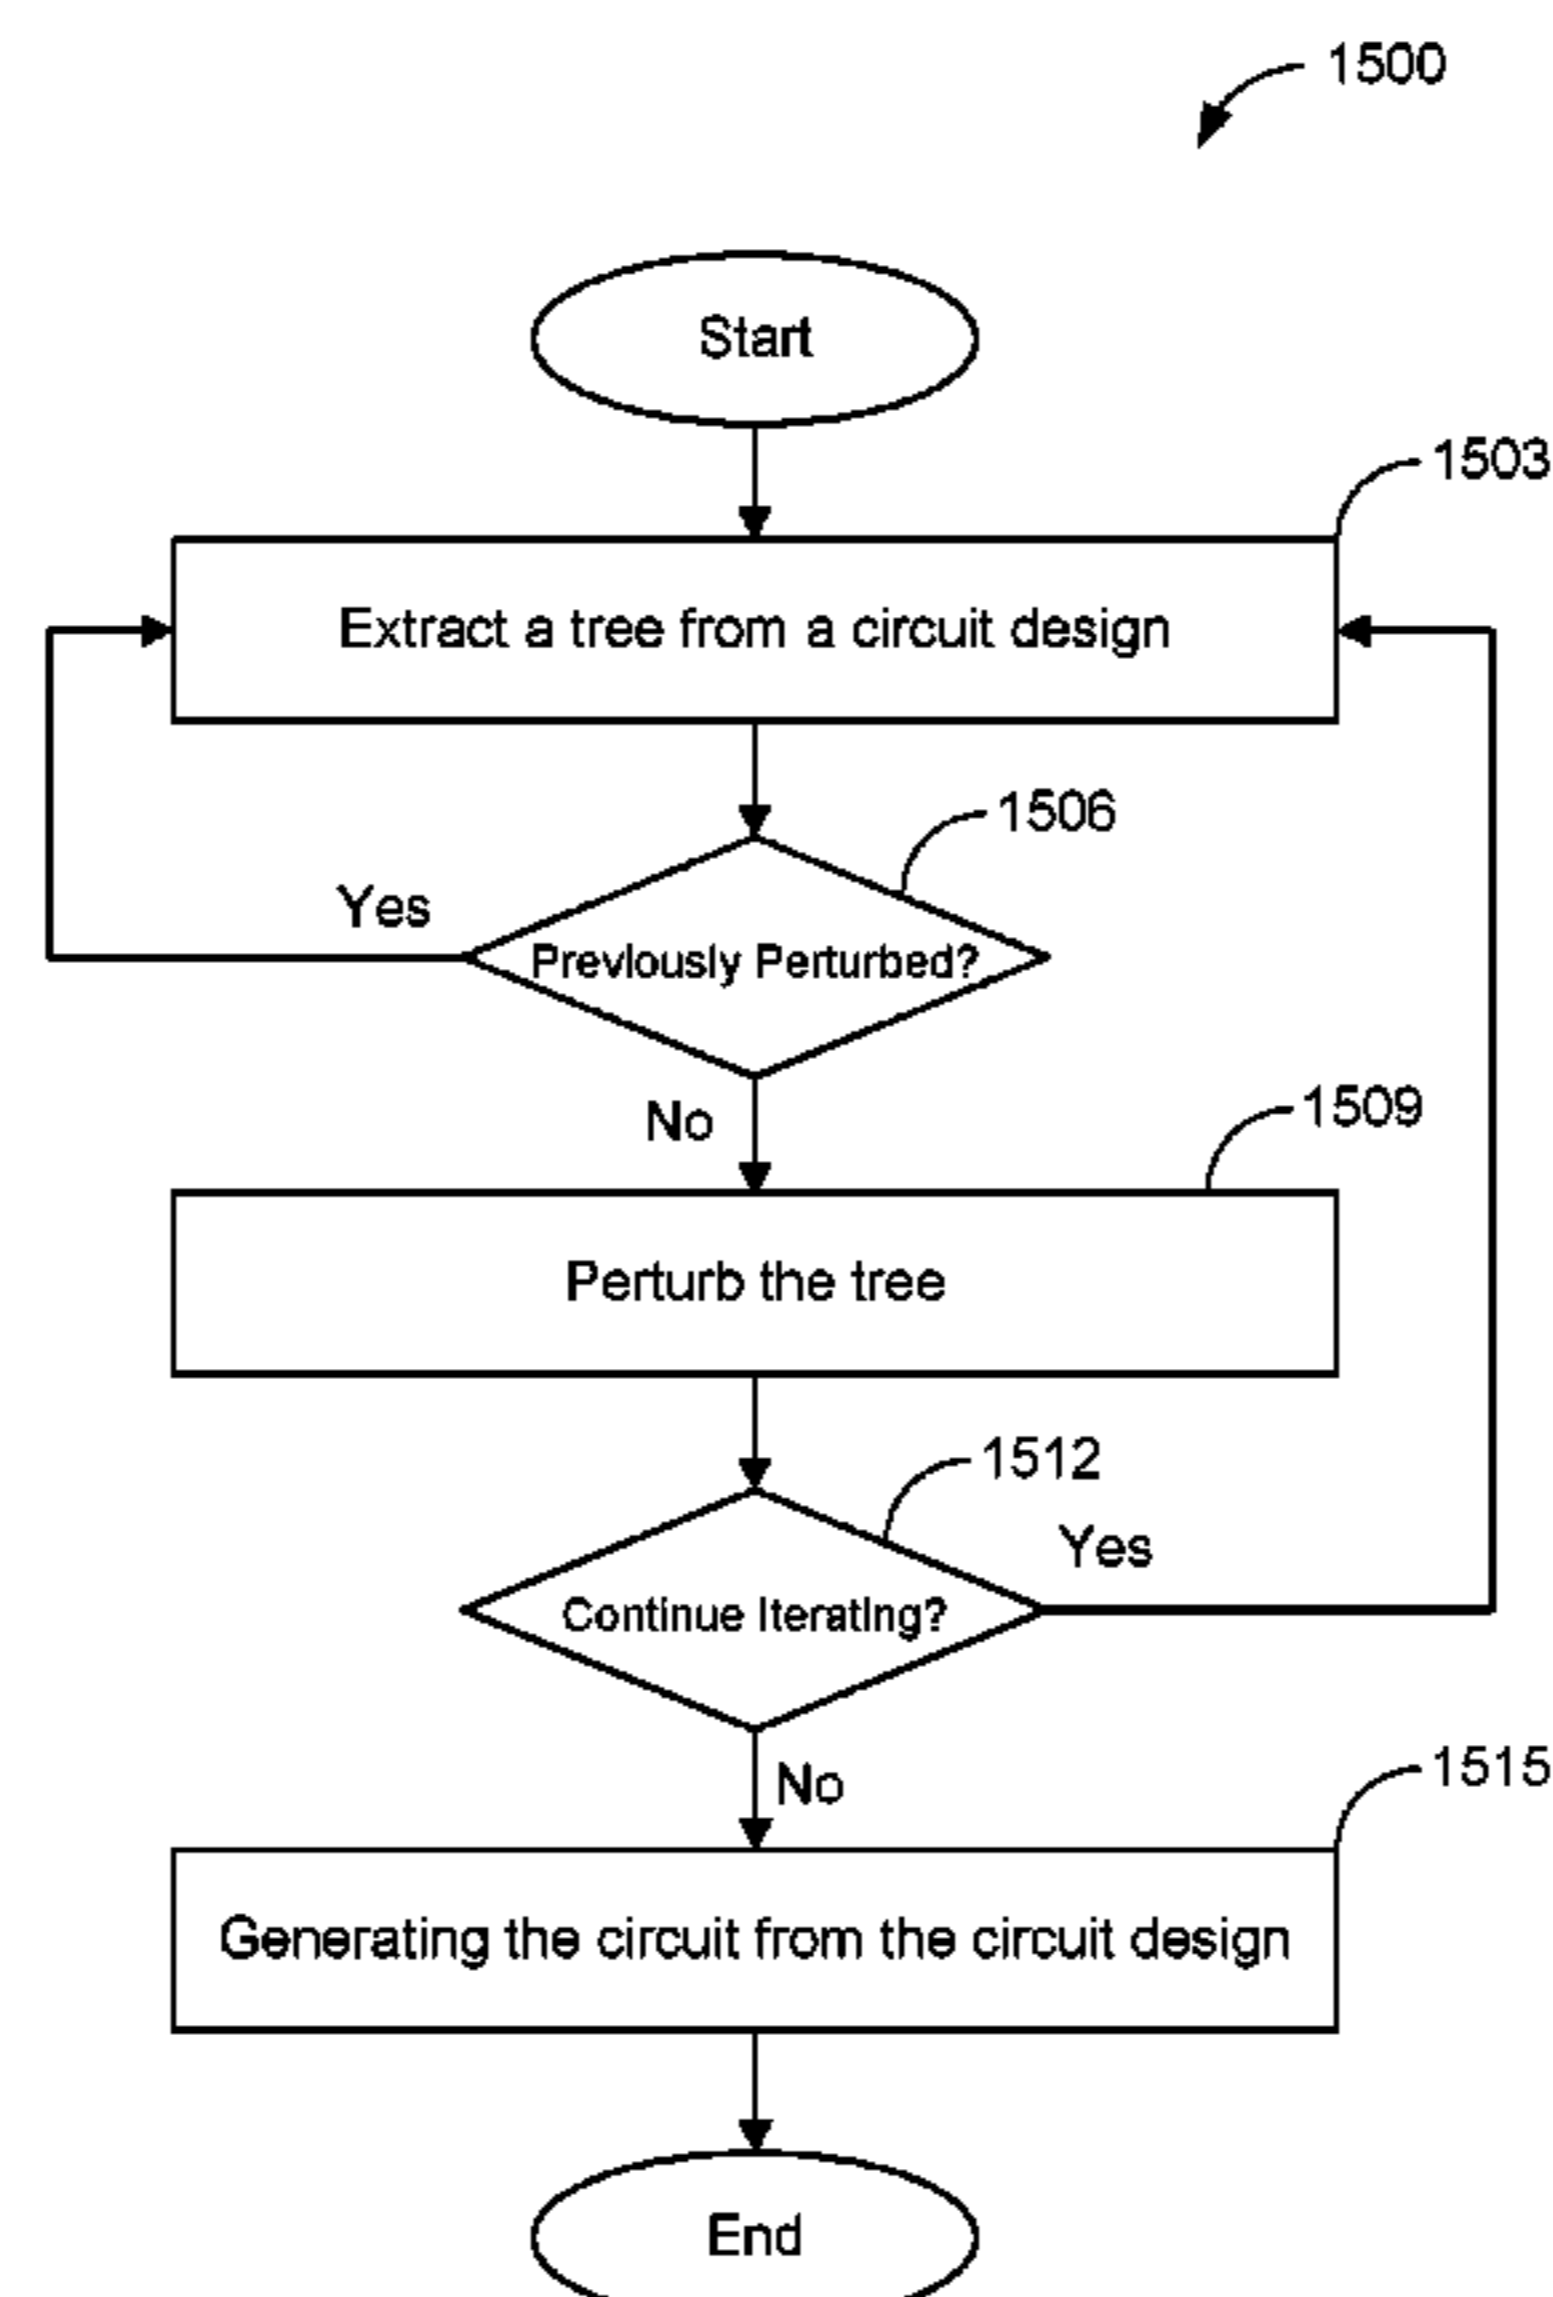 1500
Start
1503
Extract a tree from a circuit design
1506
Yes
Previously Perturbed?
No
1509
Perturb the tree
1512
Yes
Continue Iterating?
No
1515
Generating the circuit from the circuit design
End